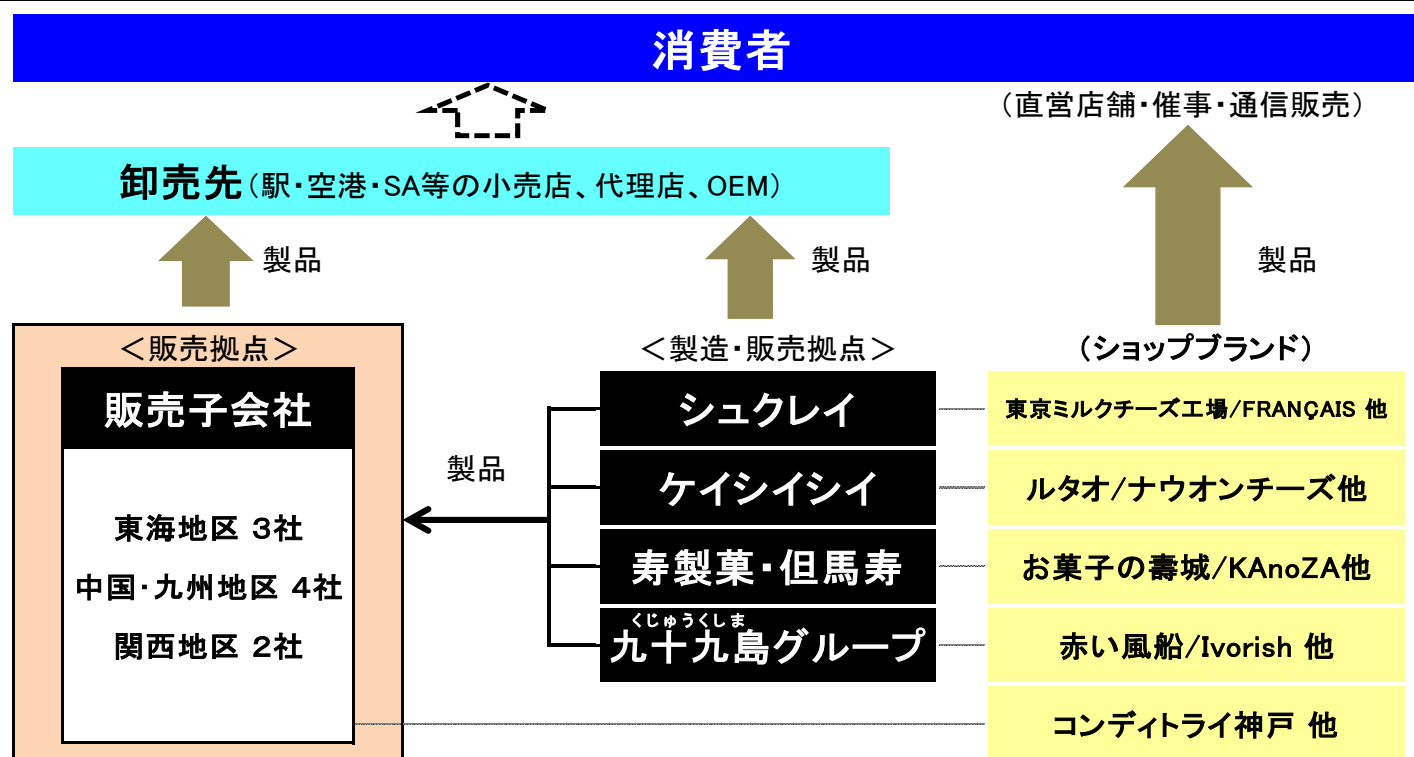 消費者
(直営店舗・催事・通信販売)
卸売先(駅・空港・SA等の小売店、代理店、OEM)
製品
製品
製品
<販売拠点>
販売子会社
東海地区 3社
中国・九州地区 4社
関西地区 2社
製品
<製造・販売拠点>
シュクレイ
ケイシイシイ
寿製菓・但馬寿
くじゅうくしま
九十九島グループ
(ショップブランド)
東京ミルクチーズ工場/FRANÇAIS 他
ルタオ/ナウオンチーズ他
お菓子の壽城/KAnoZA他
赤い風船/Ivorish 他
コンディトライ神戸 他